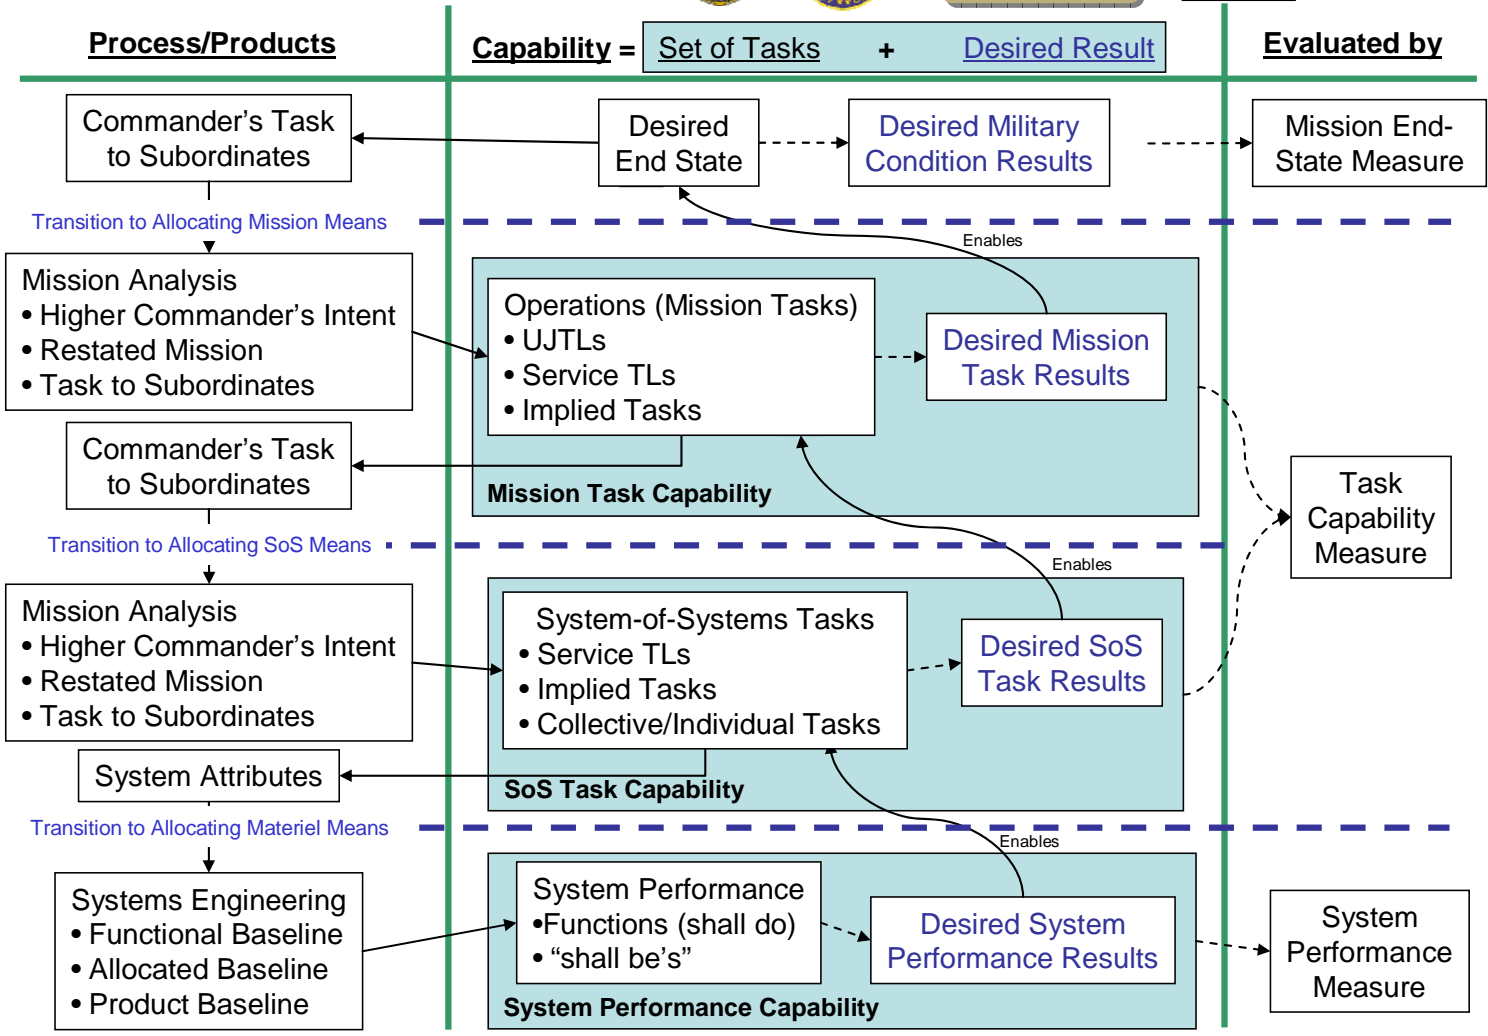 Process/Products
Capability = Set of Tasks + Desired Result
Evaluated by
Commander's Task
to Subordinates
Desired
End State
Desired Military
Condition Results
Mission End-
State Measure
Transition to Allocating Mission Means
Enables
Mission Analysis
• Higher Commander's Intent
• Restated Mission
• Task to Subordinates
Operations (Mission Tasks)
• UJTLs
• Service TLs
• Implied Tasks
Desired Mission
Task Results
Commander's Task
to Subordinates
Mission Task Capability
Task
Capability
Measure
Transition to Allocating SoS Means
Enables
Mission Analysis
• Higher Commander's Intent
• Restated Mission
• Task to Subordinates
System-of-Systems Tasks
• Service TLs
• Implied Tasks
• Collective/Individual Tasks
Desired SoS
Task Results
System Attributes
SoS Task Capability
Transition to Allocating Materiel Means
Enables
Systems Engineering
• Functional Baseline
• Allocated Baseline
• Product Baseline
System Performance
•Functions (shall do)
• “shall be's”
Desired System
Performance Results
System Performance Capability
System
Performance
Measure